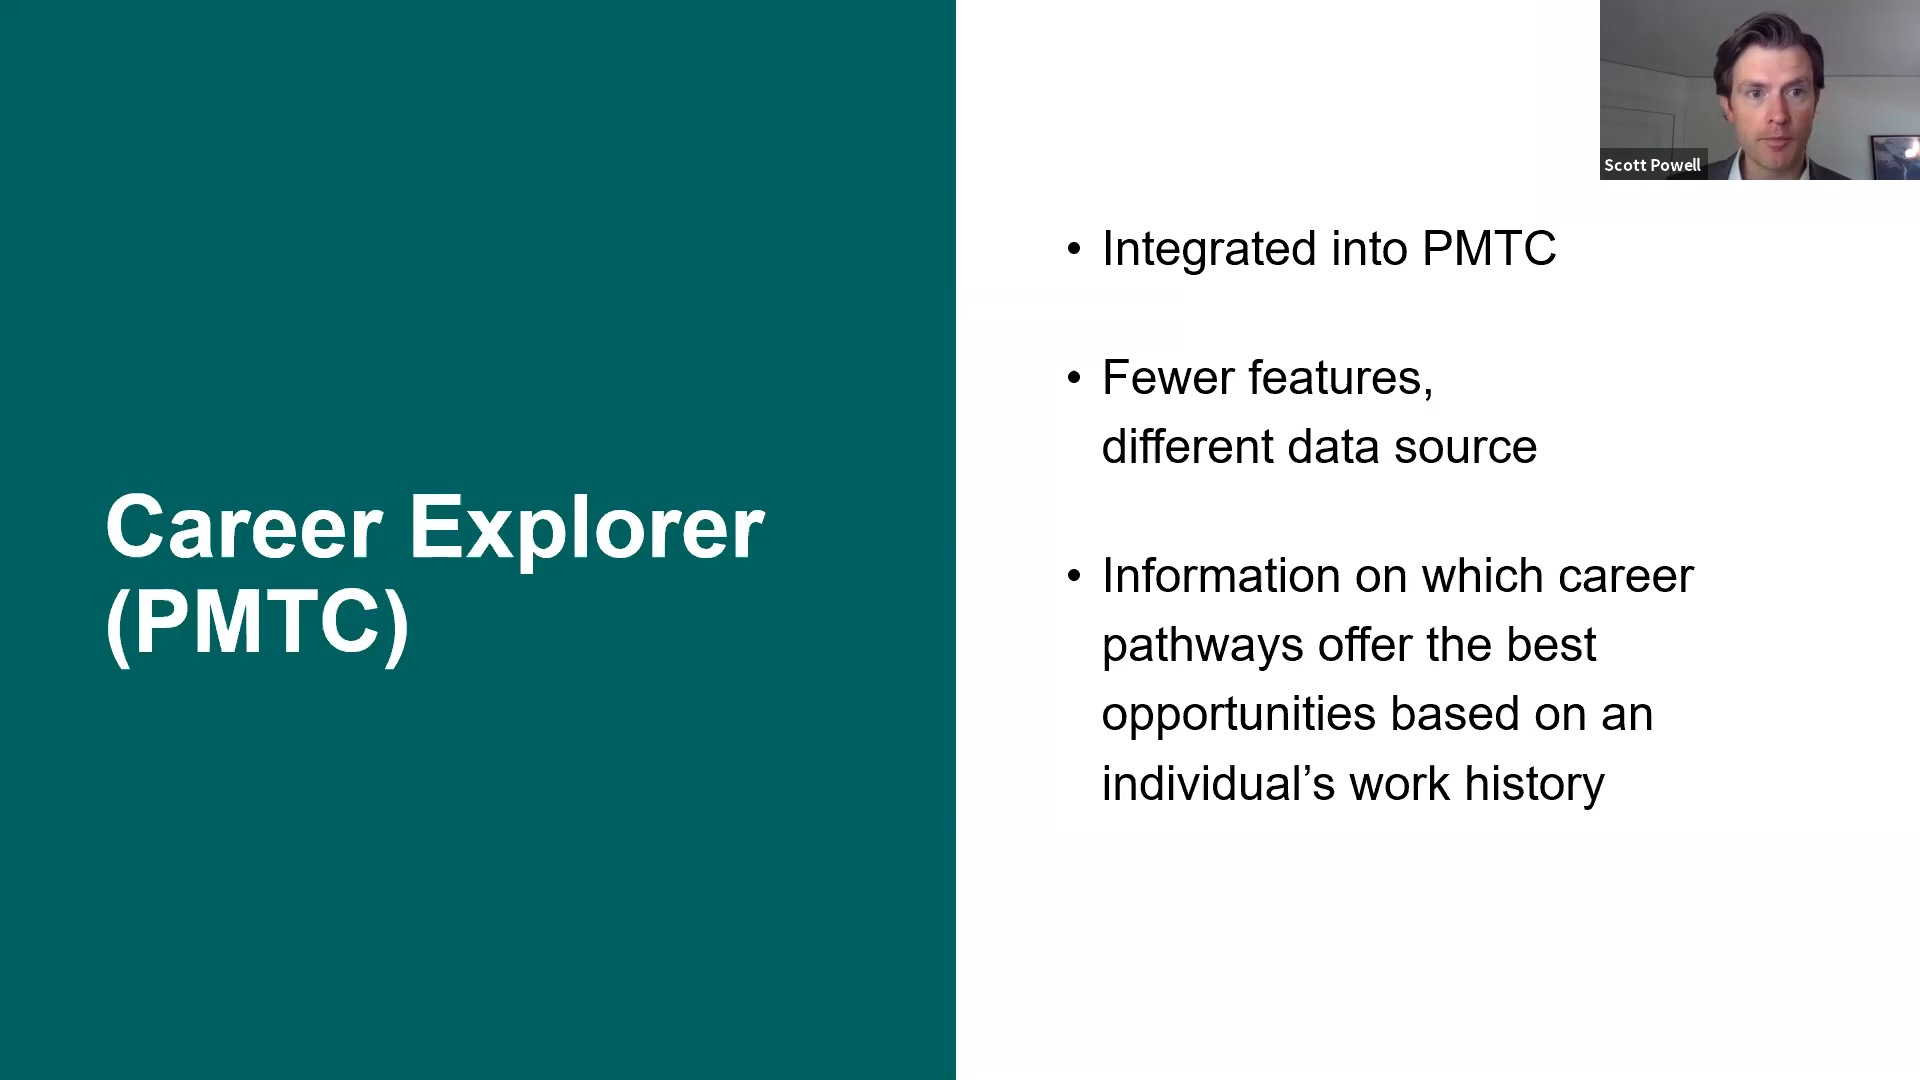 Scott Powell
Career Explorer
(PMTC)
• Integrated into PMTC
• Fewer features,
different data source
• Information on which career
pathways offer the best
opportunities based on an
individual’s work history